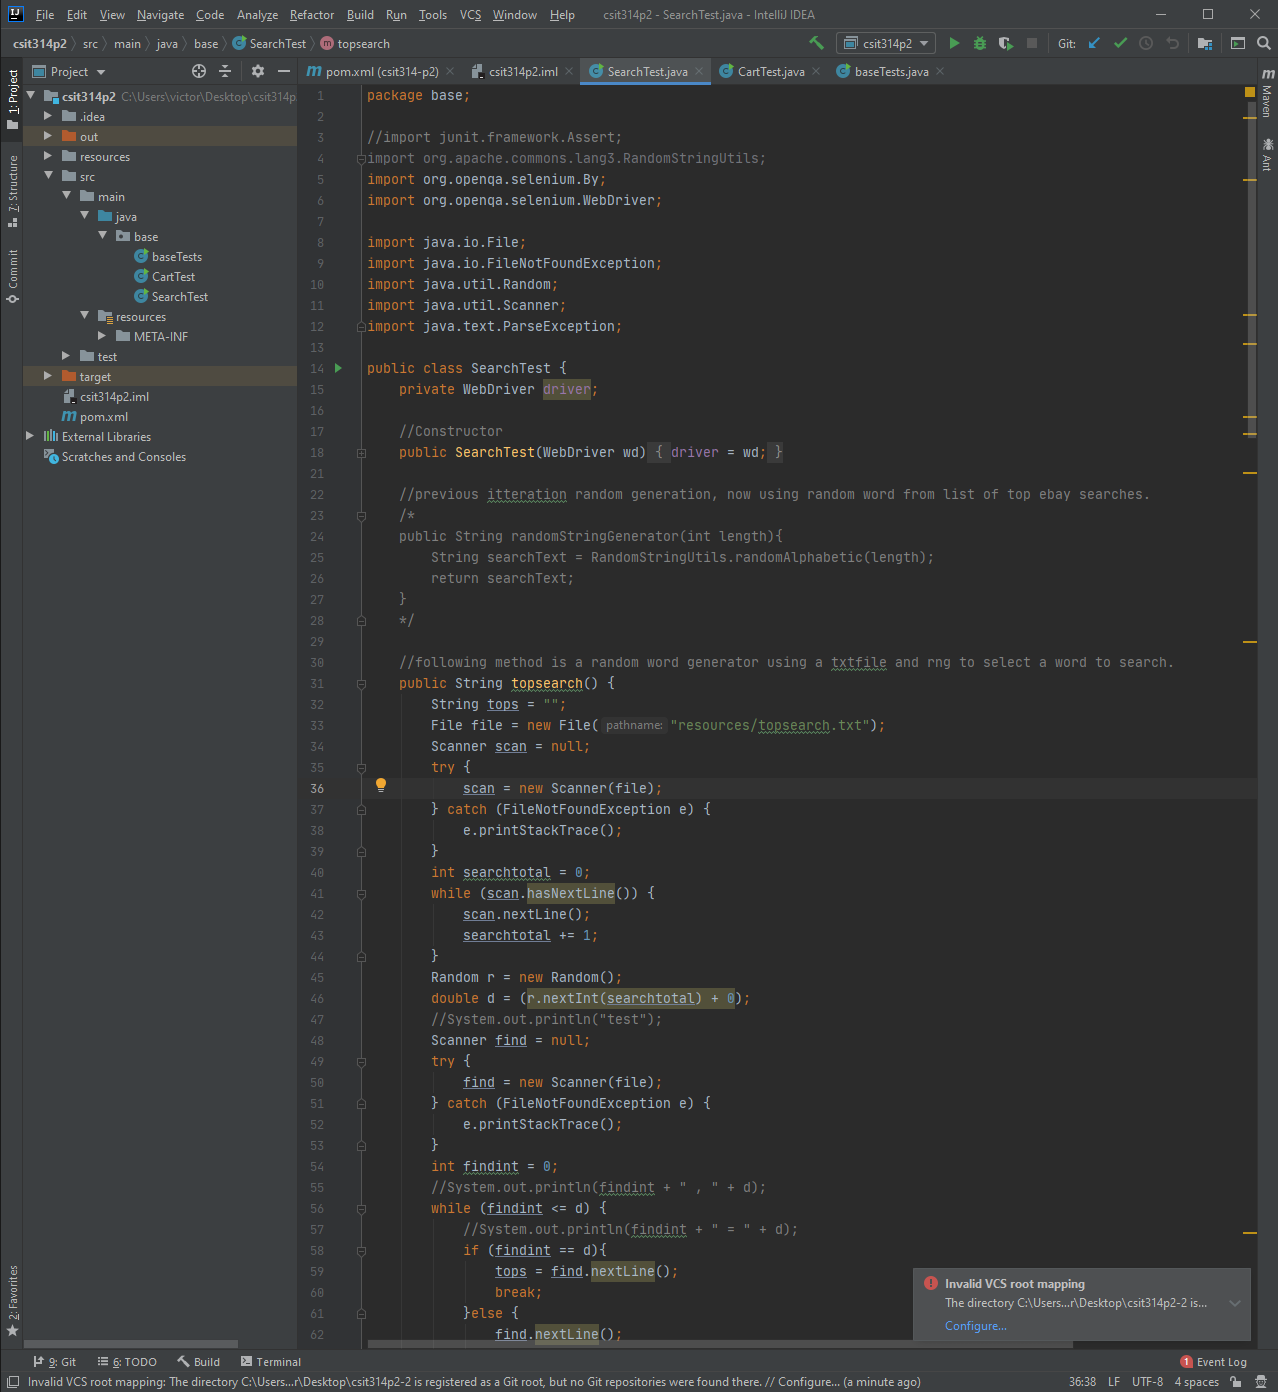 File Edit View Navigate Code Analyze Refactor Build Run Tools VCS Window Help csit314p2 - SearchTest.java - IntelliJ IDEA
csit314p2 src main java base SearchTest topsearch csit314p2 Git:
Project pom.xml (csit314-p2) csit314p2.iml SearchTest.java CartTest.java baseTests.java
1: Project
7: Structure
Commit
2: Favorites
Maven
Ant
csit314p2 C:\Users\victor\Desktop\csit314p
.idea
out
resources
src
main
java
base
baseTests
CartTest
SearchTest
resources
META-INF
test
target
csit314p2.iml
pom.xml
External Libraries
Scratches and Consoles
1 package base;
2
3 //import junit.framework.Assert;
4 import org.apache.commons.lang3.RandomStringUtils;
5 import org.openqa.selenium.By;
6 import org.openqa.selenium.WebDriver;
7
8 import java.io.File;
9 import java.io.FileNotFoundException;
10 import java.util.Random;
11 import java.util.Scanner;
12 import java.text.ParseException;
13
14 public class SearchTest {
15 private WebDriver driver;
16
17 //Constructor
18 public SearchTest(WebDriver wd) { driver = wd; }
21
22 //previous itteration random generation, now using random word from list of top ebay searches.
23 /*
24 public String randomStringGenerator(int length){
25 String searchText = RandomStringUtils.randomAlphabetic(length);
26 return searchText;
27 }
28 */
29
30 //following method is a random word generator using a txtfile and rng to select a word to search.
31 public String topsearch() {
32 String tops = "";
33 File file = new File( pathname: "resources/topsearch.txt");
34 Scanner scan = null;
35 try {
36 scan = new Scanner(file);
37 } catch (FileNotFoundException e) {
38 e.printStackTrace();
39 }
40 int searchtotal = 0;
41 while (scan.hasNextLine()) {
42 scan.nextLine();
43 searchtotal += 1;
44 }
45 Random r = new Random();
46 double d = (r.nextInt(searchtotal) + 0);
47 //System.out.println("test");
48 Scanner find = null;
49 try {
50 find = new Scanner(file);
51 } catch (FileNotFoundException e) {
52 e.printStackTrace();
53 }
54 int findint = 0;
55 //System.out.println(findint + " , " + d);
56 while (findint <= d) {
57 //System.out.println(findint + " = " + d);
58 if (findint == d){
59 tops = find.nextLine();
60 break;
61 }else {
62 find.nextLine();
Invalid VCS root mapping
The directory C:\Users...r\Desktop\csit314p2-2 is...
Configure...
9: Git 6: TODO Build Terminal 1 Event Log
Invalid VCS root mapping: The directory C:\Users...r\Desktop\csit314p2-2 is registered as a Git root, but no Git repositories were found there. // Configure... (a minute ago) 36:38 LF UTF-8 4 spaces